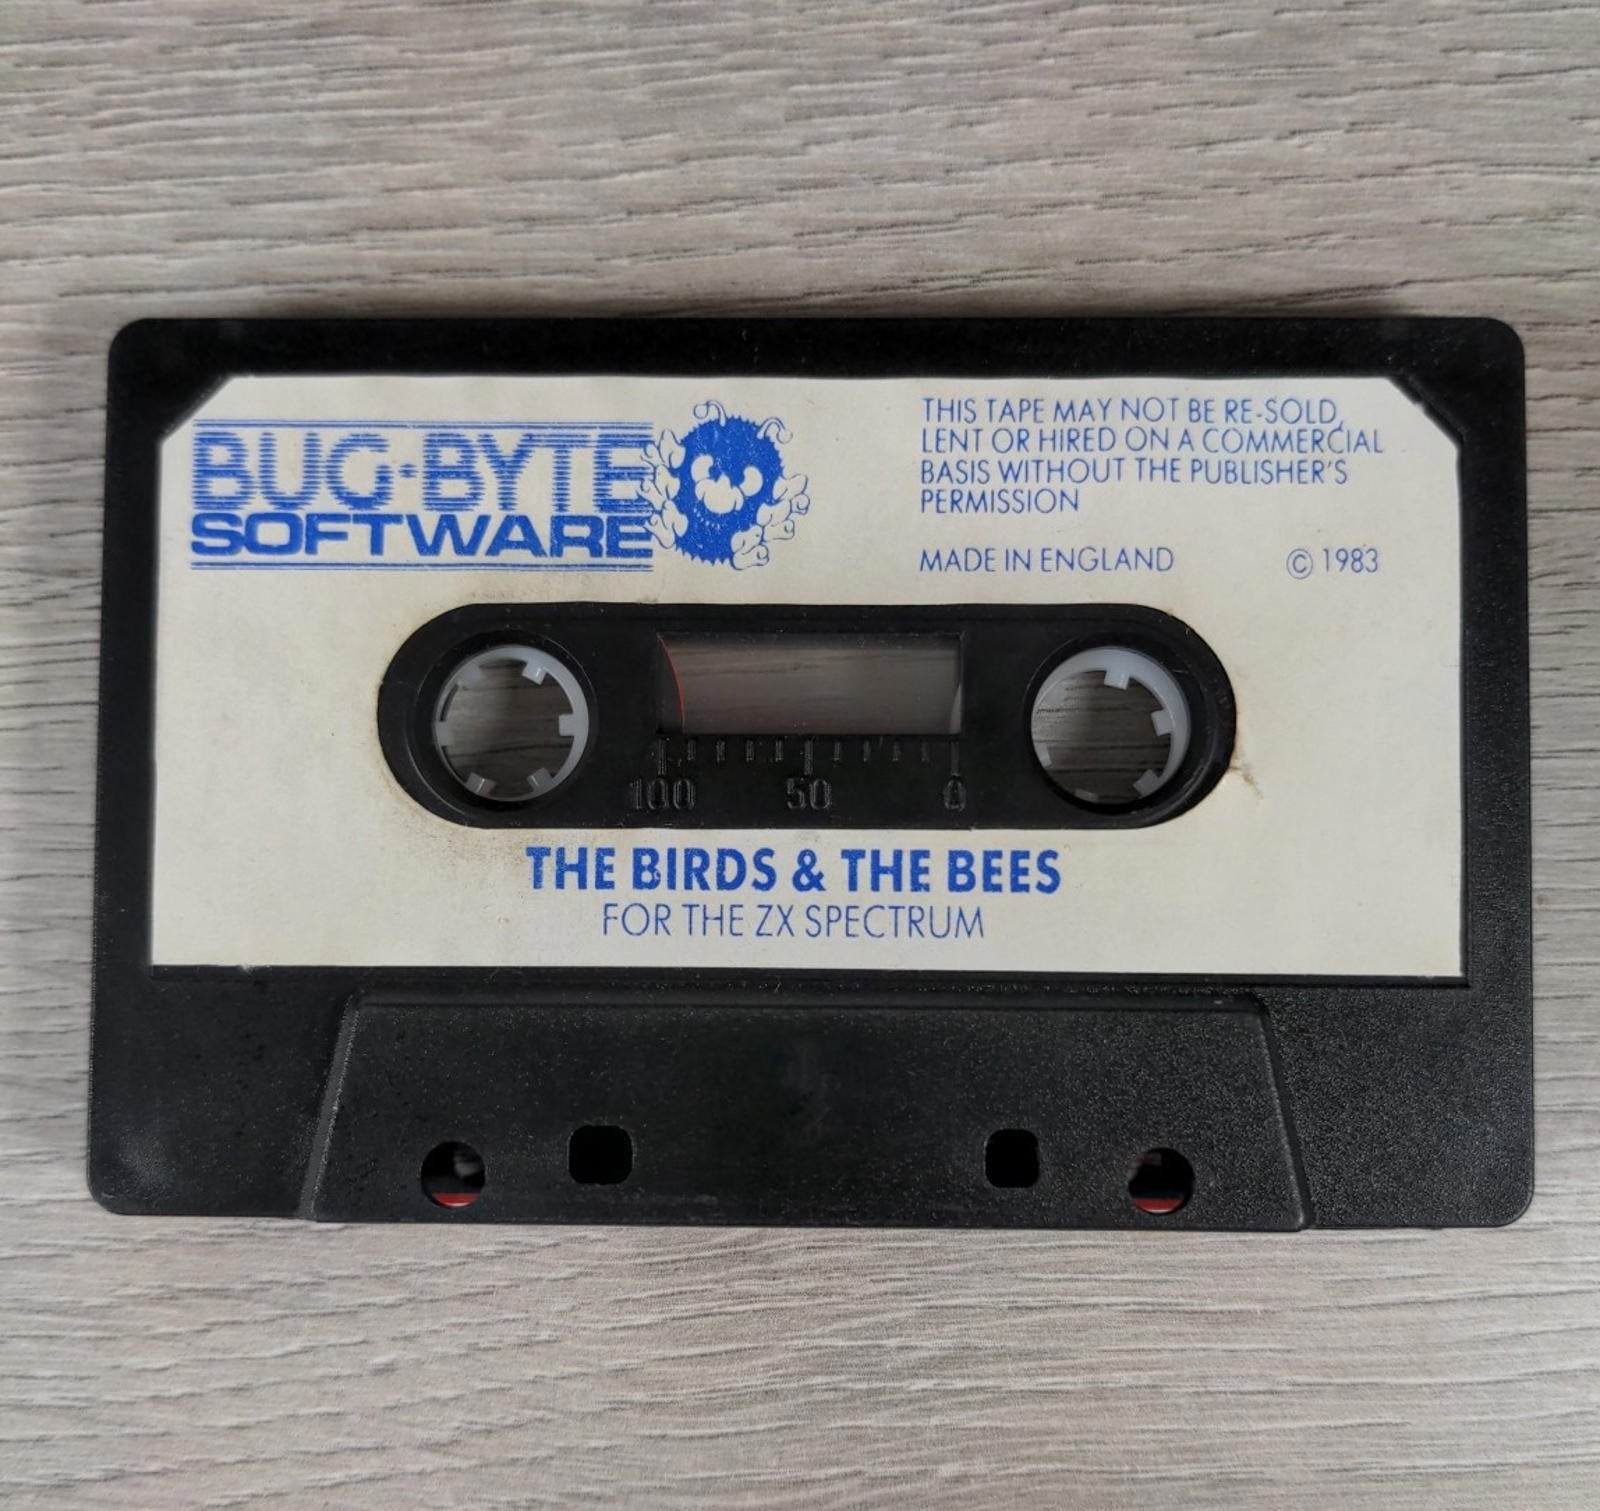 BUG·BYTE
SOFTWARE
THIS TAPE MAY NOT BE RE-SOLD,
LENT OR HIRED ON A COMMERCIAL
BASIS WITHOUT THE PUBLISHER'S
PERMISSION
MADE IN ENGLAND © 1983
100 50 0
THE BIRDS & THE BEES
FOR THE ZX SPECTRUM